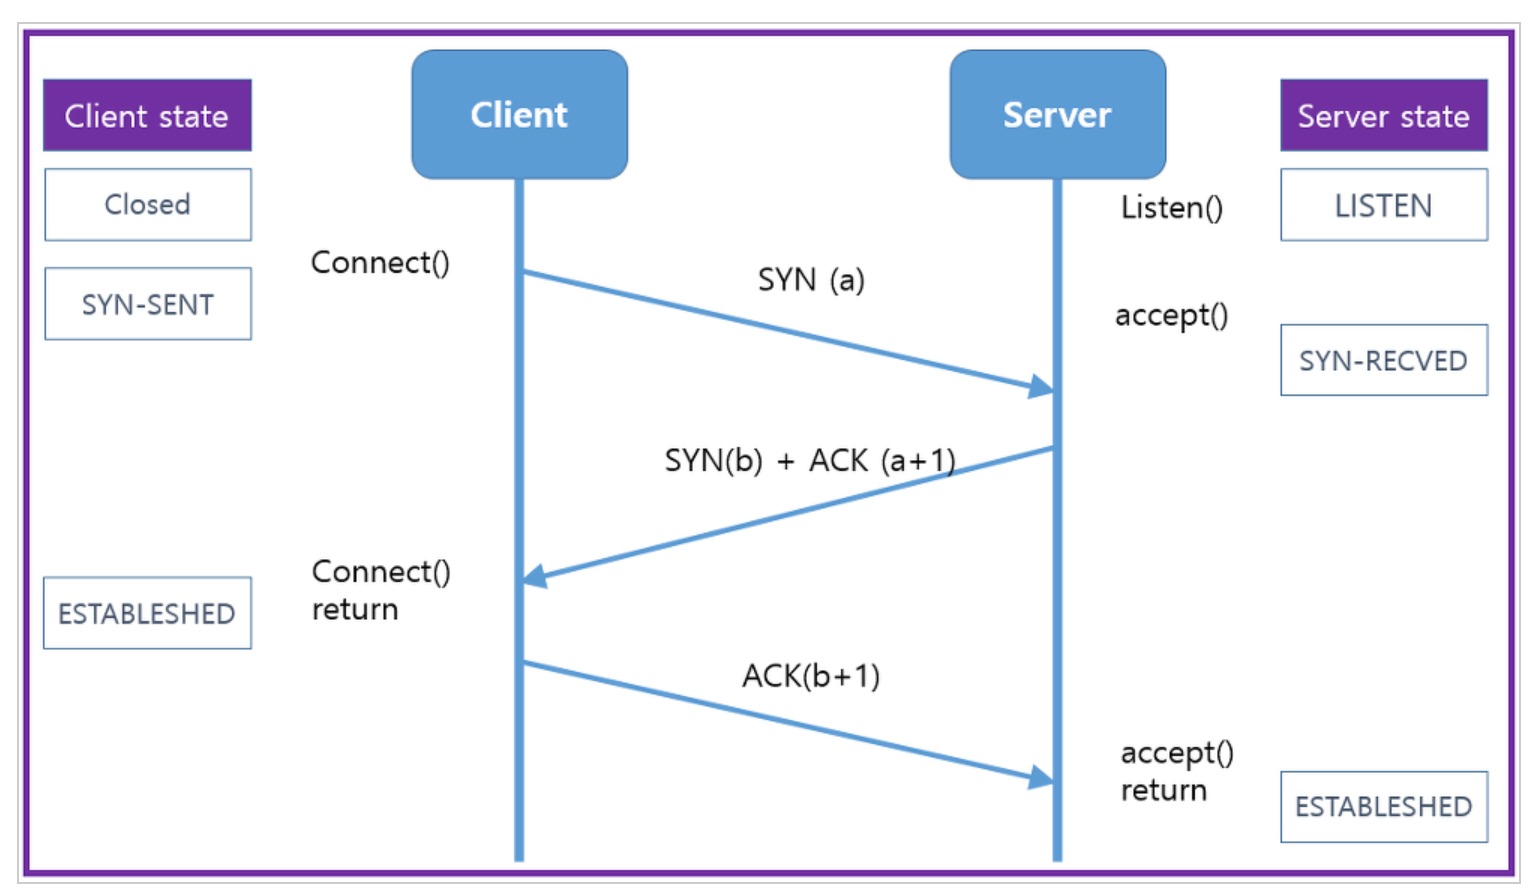 Client
Server
Client state
Server state
Closed
Listen()
LISTEN
Connect()
SYN (a)
SYN-SENT
accept()
SYN-RECVED
SYN(b) + ACK (a+1)
Connect()
return
ESTABLESHED
ACK(b+1)
accept()
return
ESTABLESHED